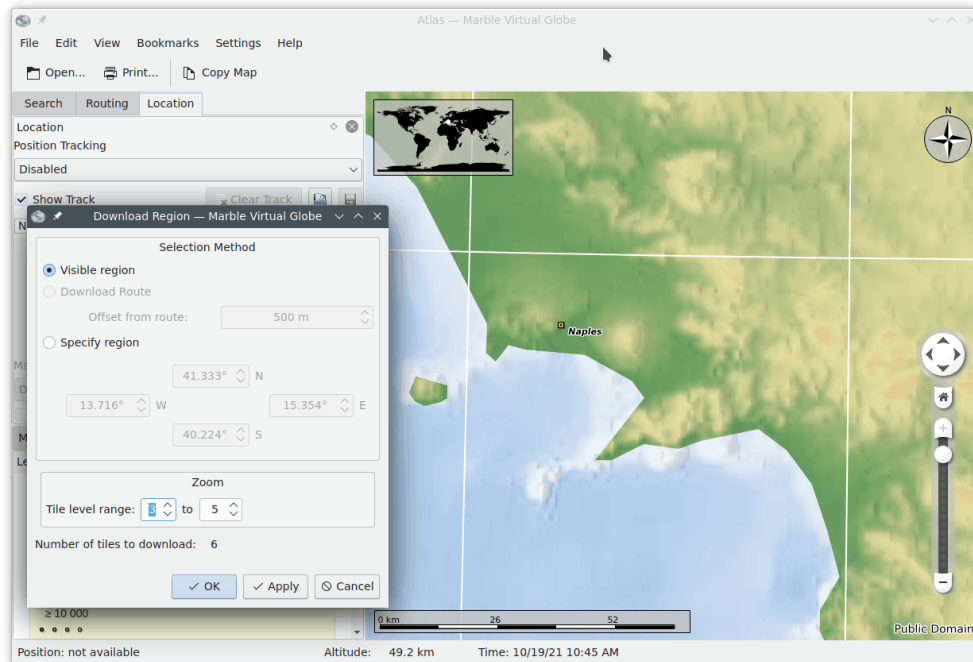 Atlas — Marble Virtual Globe
File Edit View Bookmarks Settings Help
Open... Print... Copy Map
Search Routing Location
Location
Position Tracking
Disabled
Show Track Clear Track
Download Region — Marble Virtual Globe
Selection Method
Visible region
Download Route
Offset from route: 500 m
Specify region
41.333° N
13.716° W 15.354° E
40.224° S
Zoom
Tile level range: 3 to 5
Number of tiles to download: 6
OK Apply Cancel
≥ 10 000
N
Naples
0 km 26 52
Public Domain
Position: not available Altitude: 49.2 km Time: 10/19/21 10:45 AM